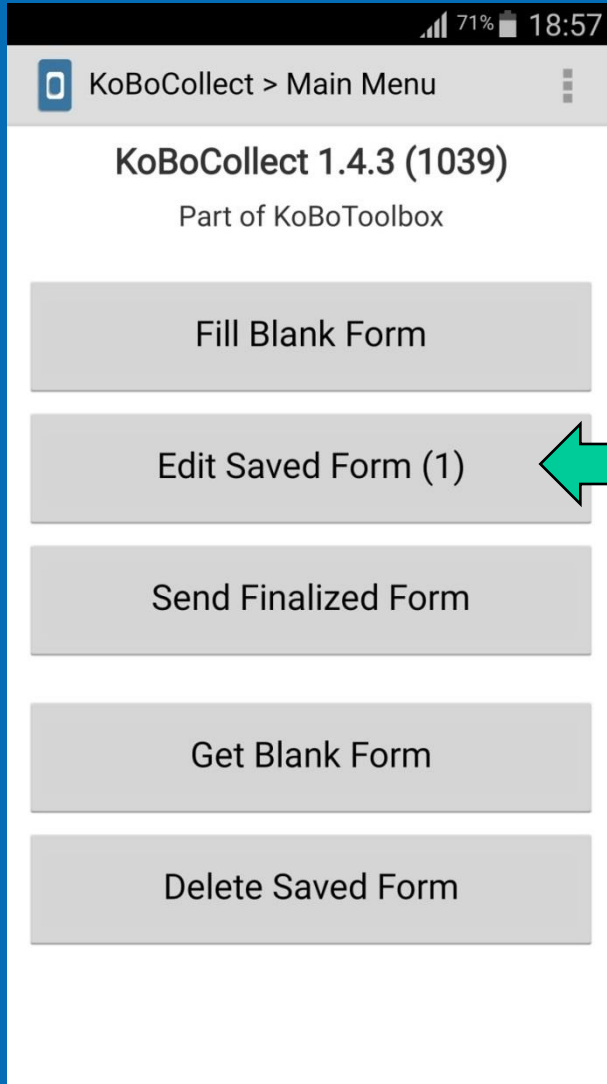 71% 18:57
KoBoCollect > Main Menu
KoBoCollect 1.4.3 (1039)
Part of KoBoToolbox
Fill Blank Form
Edit Saved Form (1)
Send Finalized Form
Get Blank Form
Delete Saved Form